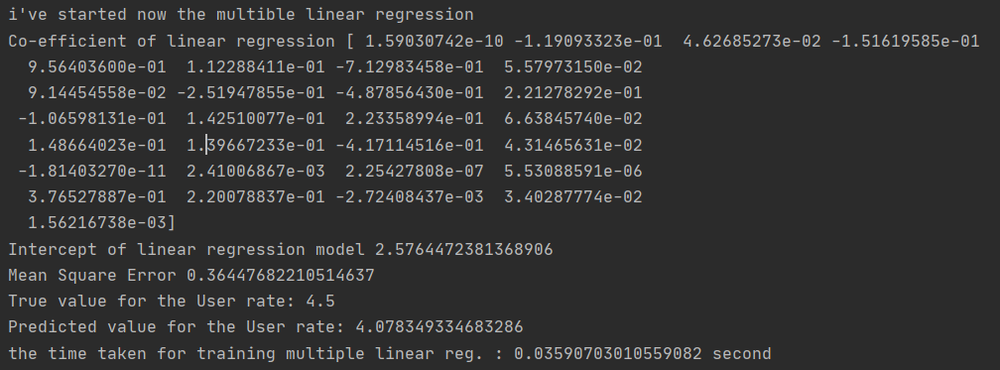 i've started now the multible linear regression
Co-efficient of linear regression [ 1.59030742e-10 -1.19093323e-01  4.62685273e-02 -1.51619585e-01
  9.56403600e-01  1.12288411e-01 -7.12983458e-01  5.57973150e-02
  9.14454558e-02 -2.51947855e-01 -4.87856430e-01  2.21278292e-01
 -1.06598131e-01  1.42510077e-01  2.23358994e-01  6.63845740e-02
  1.48664023e-01  1.39667233e-01 -4.17114516e-01  4.31465631e-02
 -1.81403270e-11  2.41006867e-03  2.25427808e-07  5.53088591e-06
  3.76527887e-01  2.20078837e-01 -2.72408437e-03  3.40287774e-02
  1.56216738e-03]
Intercept of linear regression model 2.5764472381368906
Mean Square Error 0.36447682210514637
True value for the User rate: 4.5
Predicted value for the User rate: 4.078349334683286
the time taken for training multiple linear reg. : 0.03590703010559082 second